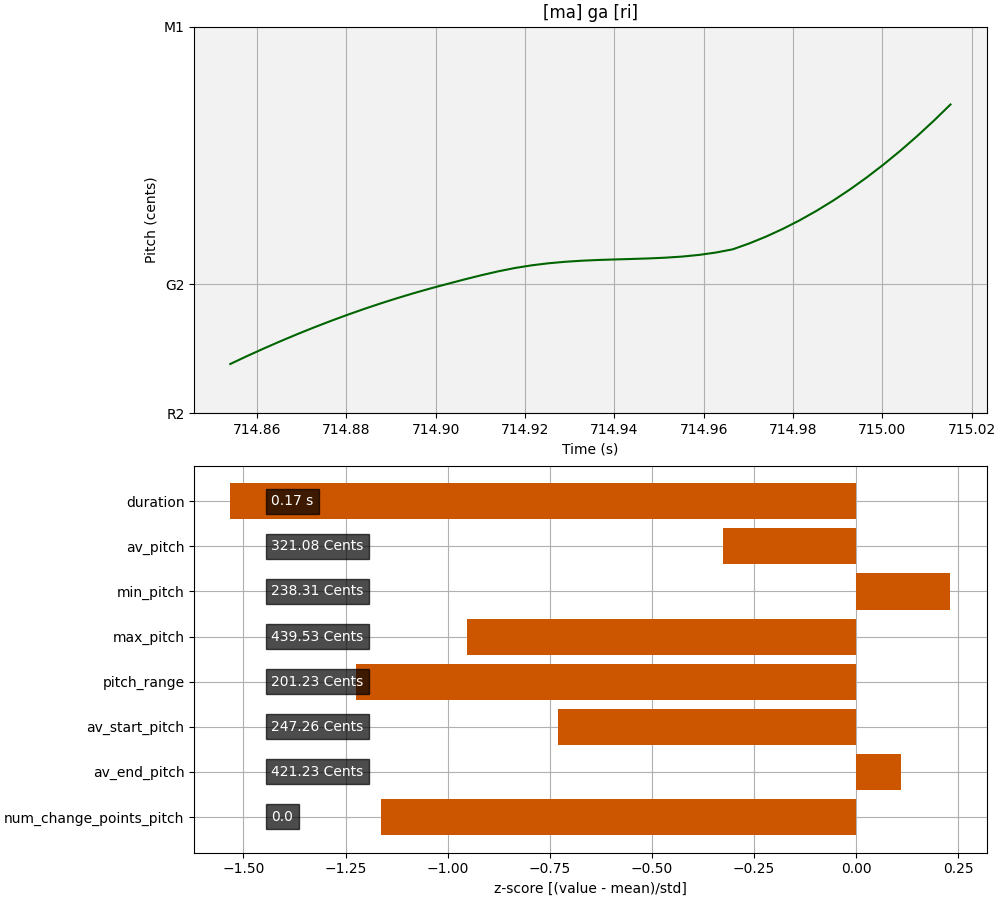 [ma] ga [ri]
M1
G2
R2
Pitch (cents)
714.86 714.88 714.90 714.92 714.94 714.96 714.98 715.00 715.02
Time (s)
duration 0.17 s
av_pitch 321.08 Cents
min_pitch 238.31 Cents
max_pitch 439.53 Cents
pitch_range 201.23 Cents
av_start_pitch 247.26 Cents
av_end_pitch 421.23 Cents
num_change_points_pitch 0.0
−1.50 −1.25 −1.00 −0.75 −0.50 −0.25 0.00 0.25
z-score [(value - mean)/std]